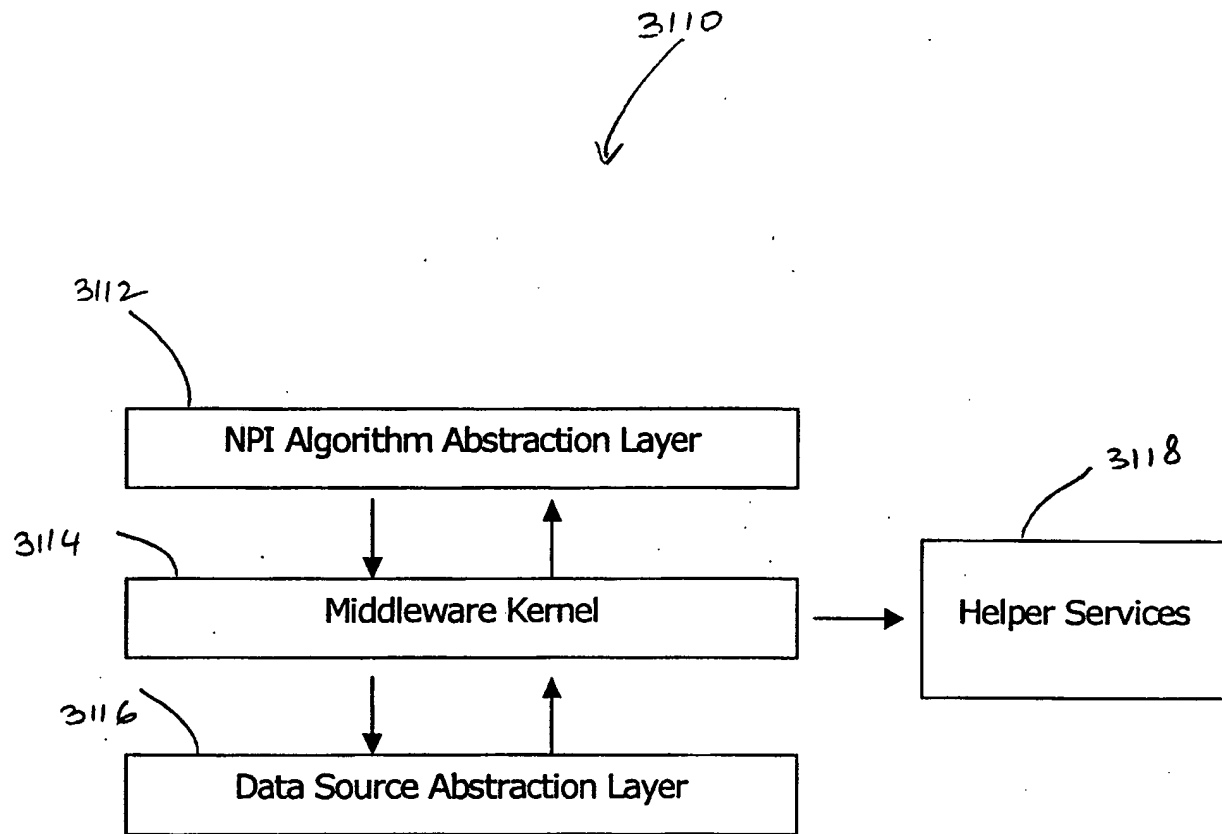 3110
3112
NPI Algorithm Abstraction Layer
3118
3114
Middleware Kernel
Helper Services
3116
Data Source Abstraction Layer